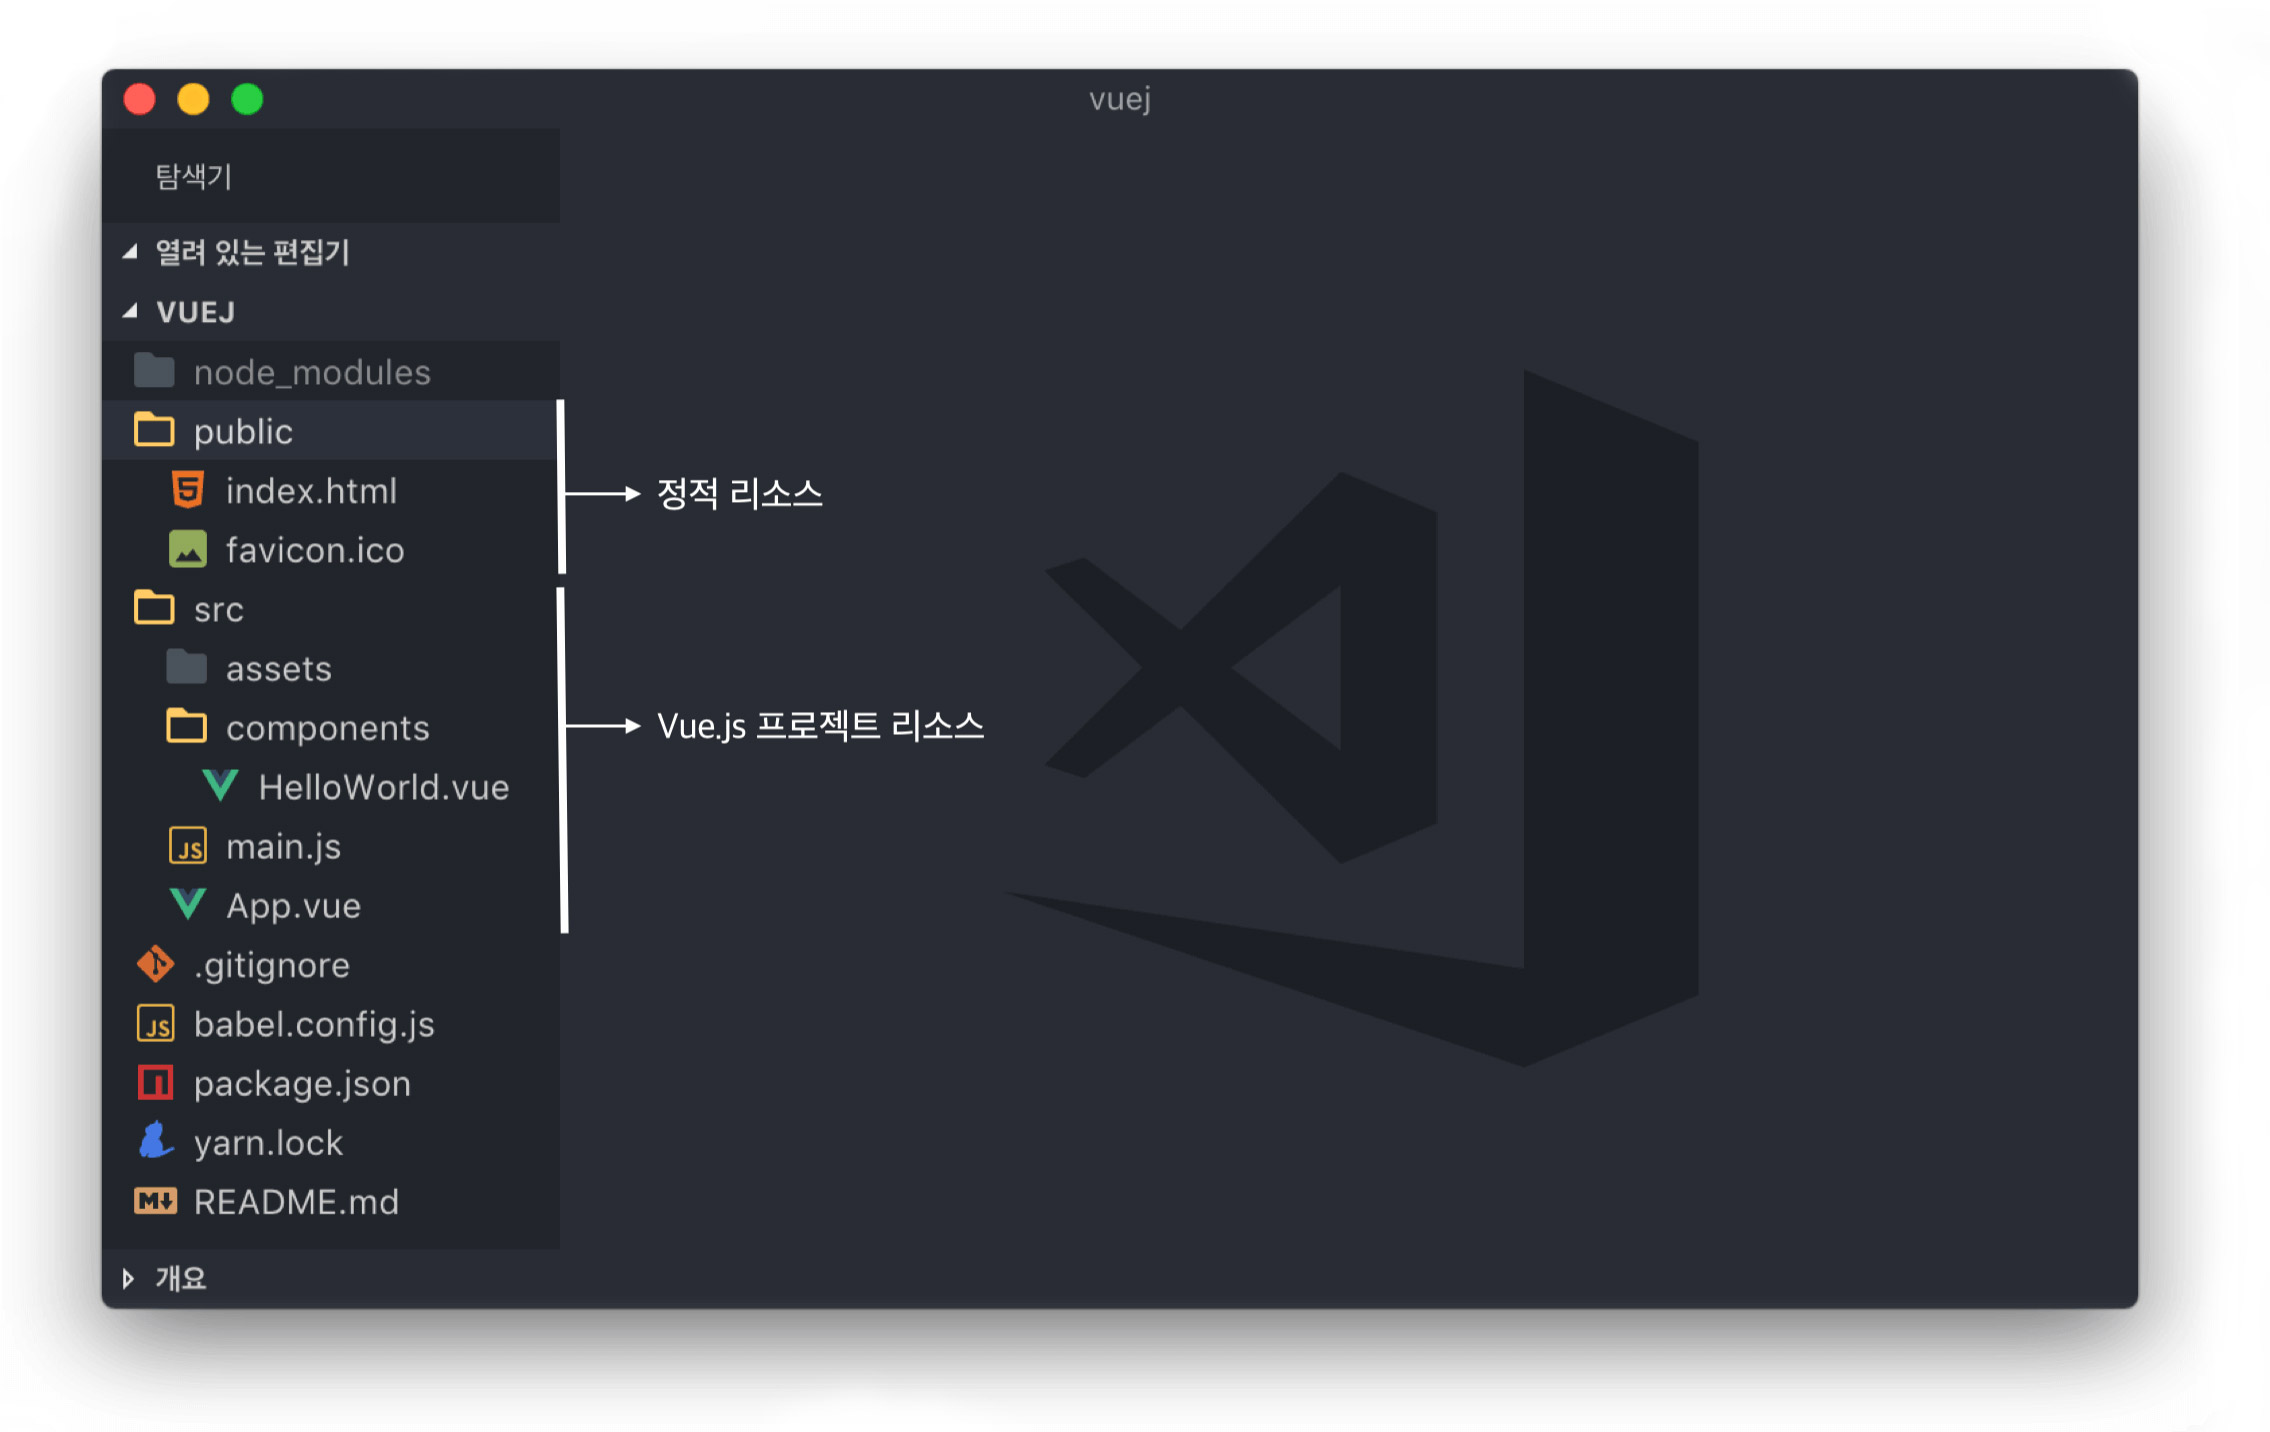 vuej
탐색기
열려 있는 편집기
VUEJ
node_modules
public
index.html
정적 리소스
favicon.ico
src
assets
components
Vue.js 프로젝트 리소스
HelloWorld.vue
JS main.js
App.vue
.gitignore
JS babel.config.js
package.json
yarn.lock
M README.md
개요